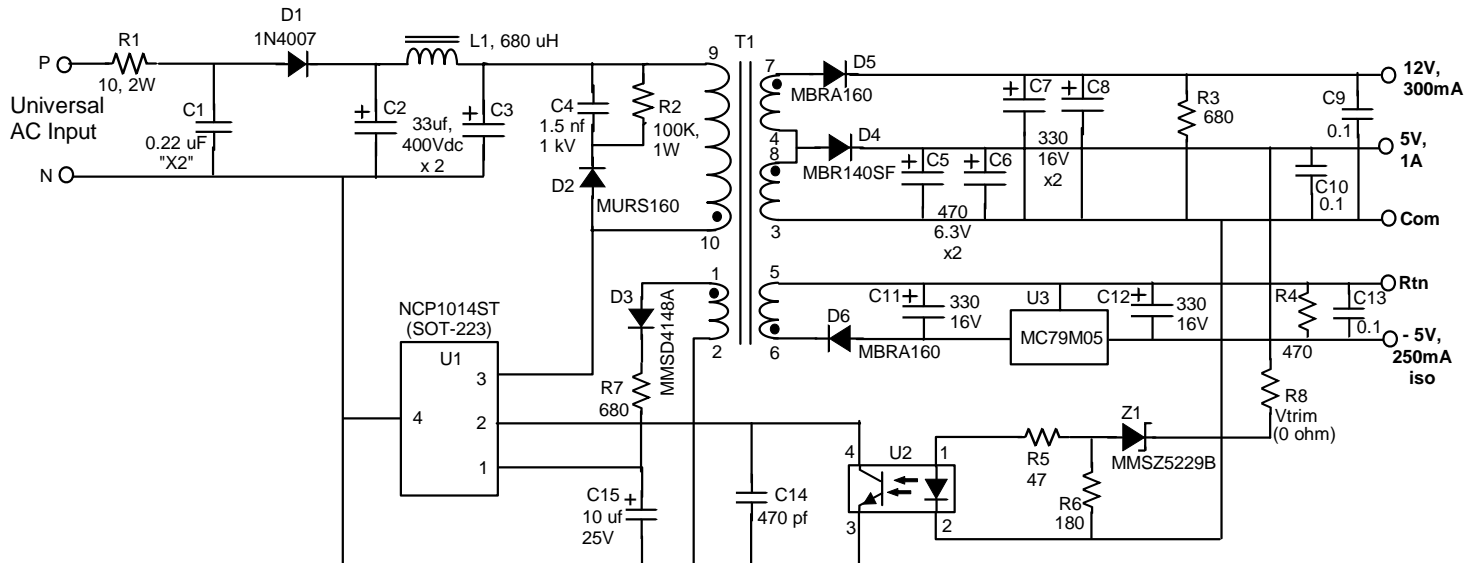 D1
1N4007
R1
10, 2W
P
Universal
AC Input
N
C1
0.22 uF
"X2"
C2
33uf,
400Vdc
x 2
C3
L1, 680 uH
C4
1.5 nf
1 kV
R2
100K,
1W
D2
MURS160
T1
9
10
7
4
8
3
1
2
5
6
D5
MBRA160
D4
MBR140SF
C7
C8
330
16V
x2
C5
C6
470
6.3V
x2
R3
680
C9
0.1
C10
0.1
12V,
300mA
5V,
1A
Com
Rtn
- 5V,
250mA
iso
C11
330
16V
D6
MBRA160
U3
MC79M05
C12
330
16V
R4
470
C13
0.1
R8
Vtrim
(0 ohm)
NCP1014ST
(SOT-223)
U1
3
4
2
1
D3
MMSD4148A
R7
680
C15
10 uf
25V
C14
470 pf
U2
4
1
3
2
R5
47
R6
180
Z1
MMSZ5229B